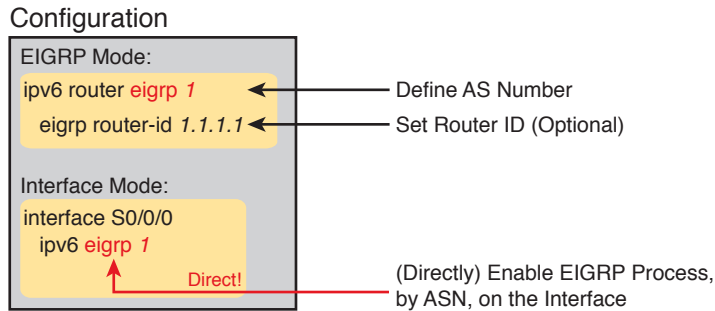 Configuration
EIGRP Mode:
ipv6 router eigrp 1
Define AS Number
eigrp router-id 1.1.1.1
Set Router ID (Optional)
Interface Mode:
interface S0/0/0
ipv6 eigrp 1
Direct!
(Directly) Enable EIGRP Process,
by ASN, on the Interface